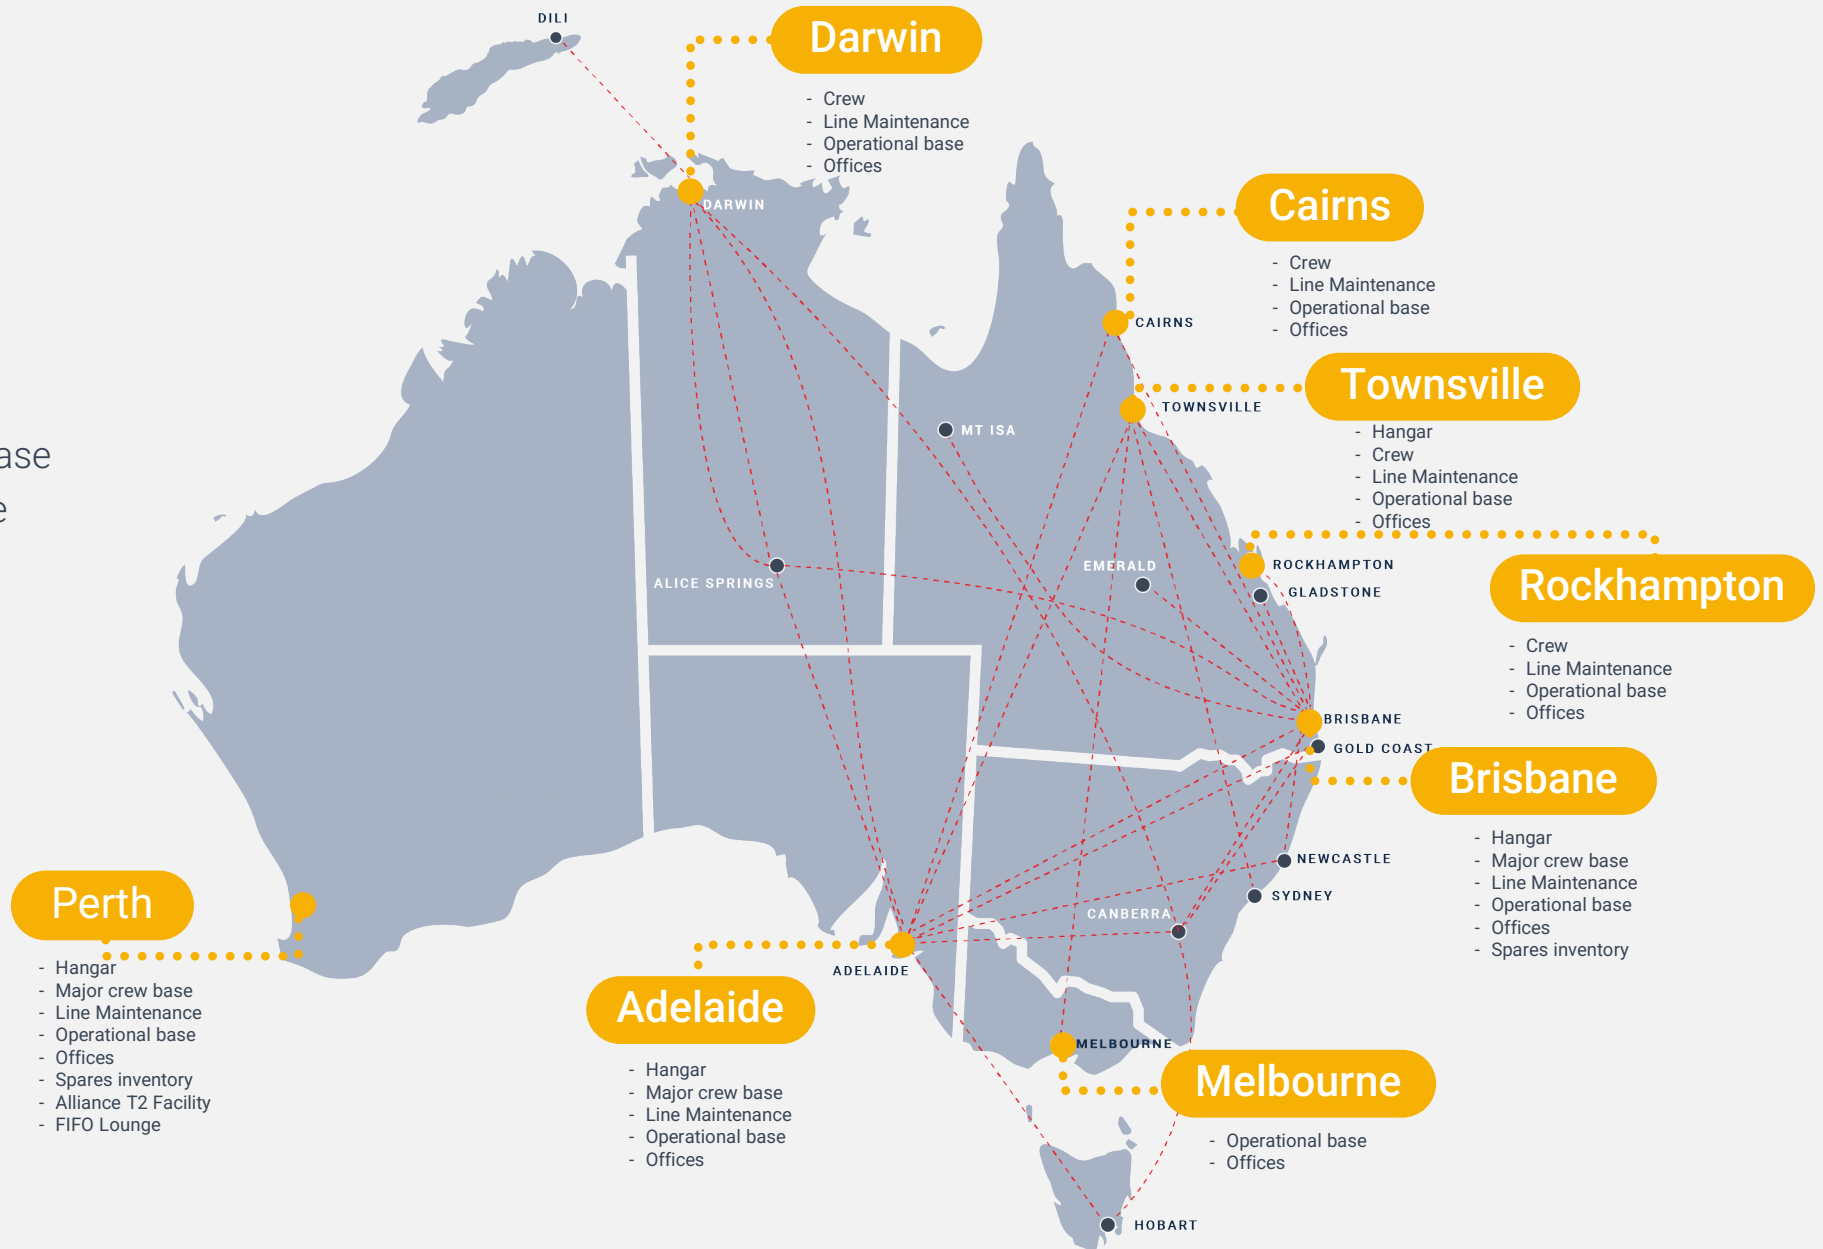 DILI
Darwin
- Crew
- Line Maintenance
- Operational base
- Offices
DARWIN
Cairns
- Crew
- Line Maintenance
- Operational base
- Offices
CAIRNS
Townsville
TOWNSVILLE
- Hangar
- Crew
- Line Maintenance
- Operational base
- Offices
MT ISA
ase
e
ROCKHAMPTON
EMERALD
ALICE SPRINGS
GLADSTONE
Rockhampton
- Crew
- Line Maintenance
- Operational base
- Offices
BRISBANE
GOLD COAST
Brisbane
- Hangar
- Major crew base
- Line Maintenance
- Operational base
- Offices
- Spares inventory
NEWCASTLE
SYDNEY
CANBERRA
Perth
- Hangar
- Major crew base
- Line Maintenance
- Operational base
- Offices
- Spares inventory
- Alliance T2 Facility
- FIFO Lounge
ADELAIDE
Adelaide
- Hangar
- Major crew base
- Line Maintenance
- Operational base
- Offices
MELBOURNE
Melbourne
- Operational base
- Offices
HOBART